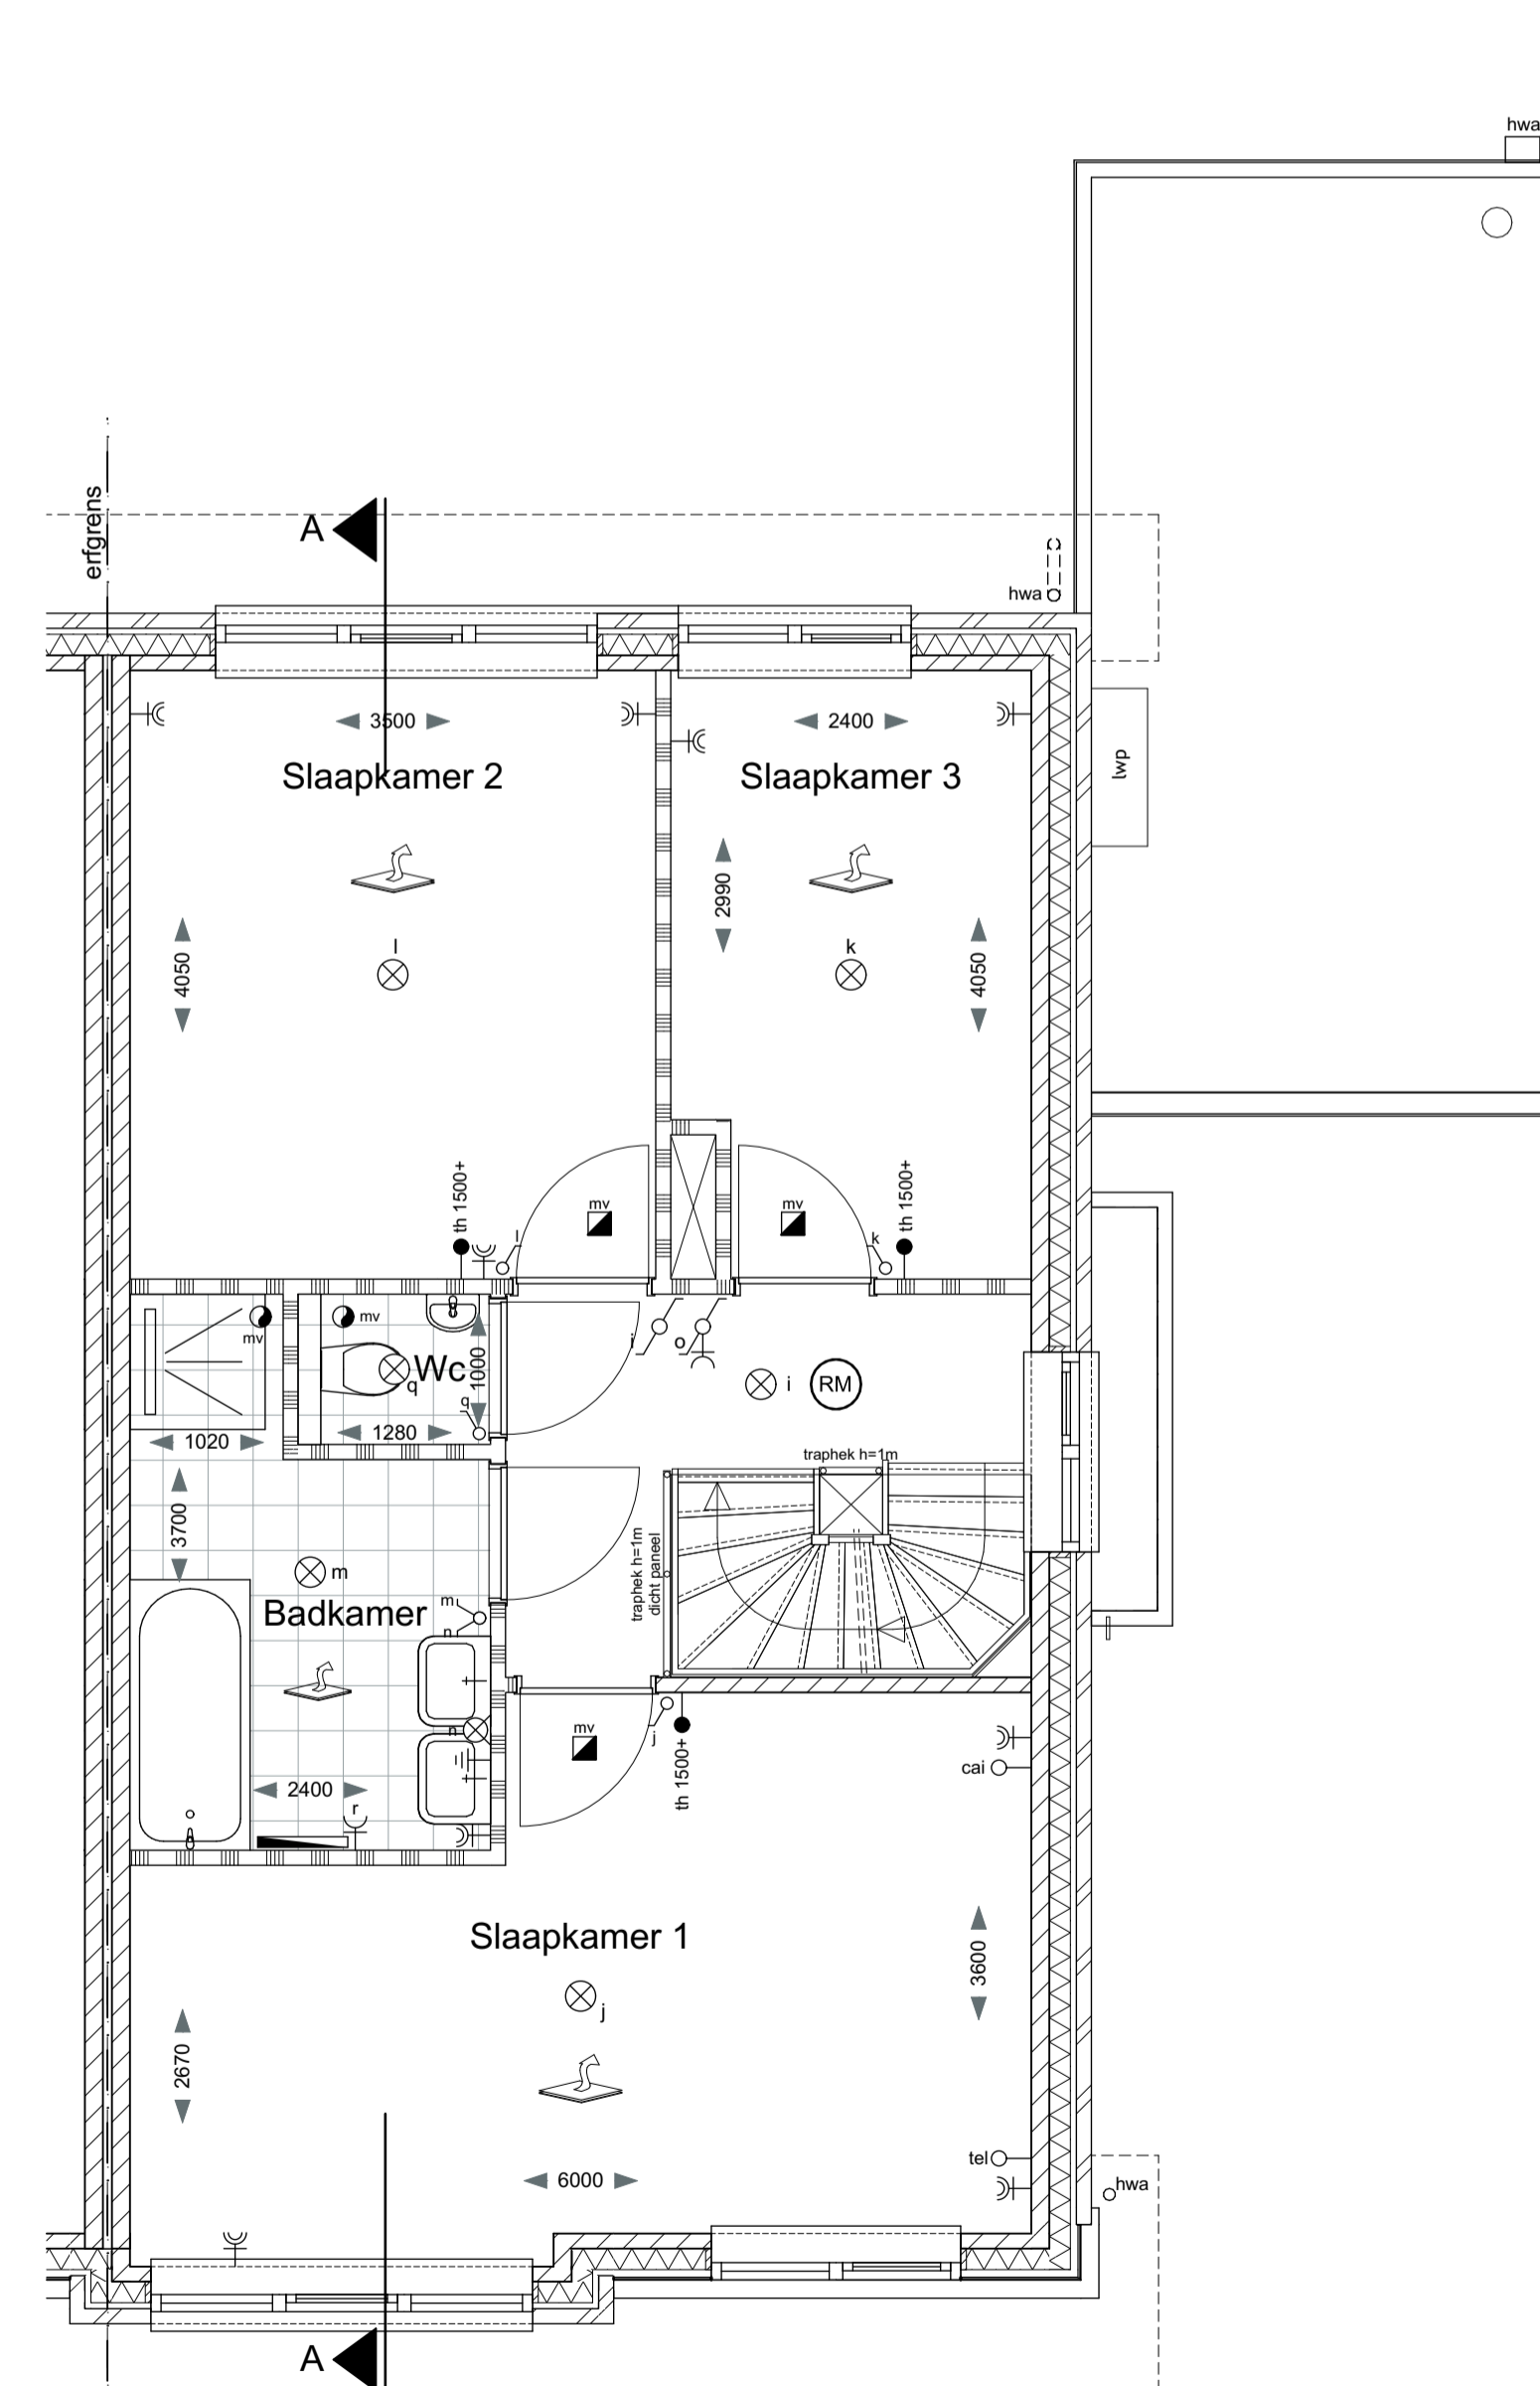 hwa
erfgrens
A
hwa
3500
2400
Slaapkamer 2
Slaapkamer 3
lwp
2990
l
k
4050
4050
th 1500+
mv
mv
th 1500+
l
k
mv
mv
Wc
q
1000
q
1280
1020
i
o
i
RM
traphek h=1m
3700
traphek h=1m
dicht paneel
m
Badkamer
m
n
n
mv
j
th 1500+
cai
2400
r
Slaapkamer 1
j
3600
2670
6000
tel
hwa
A